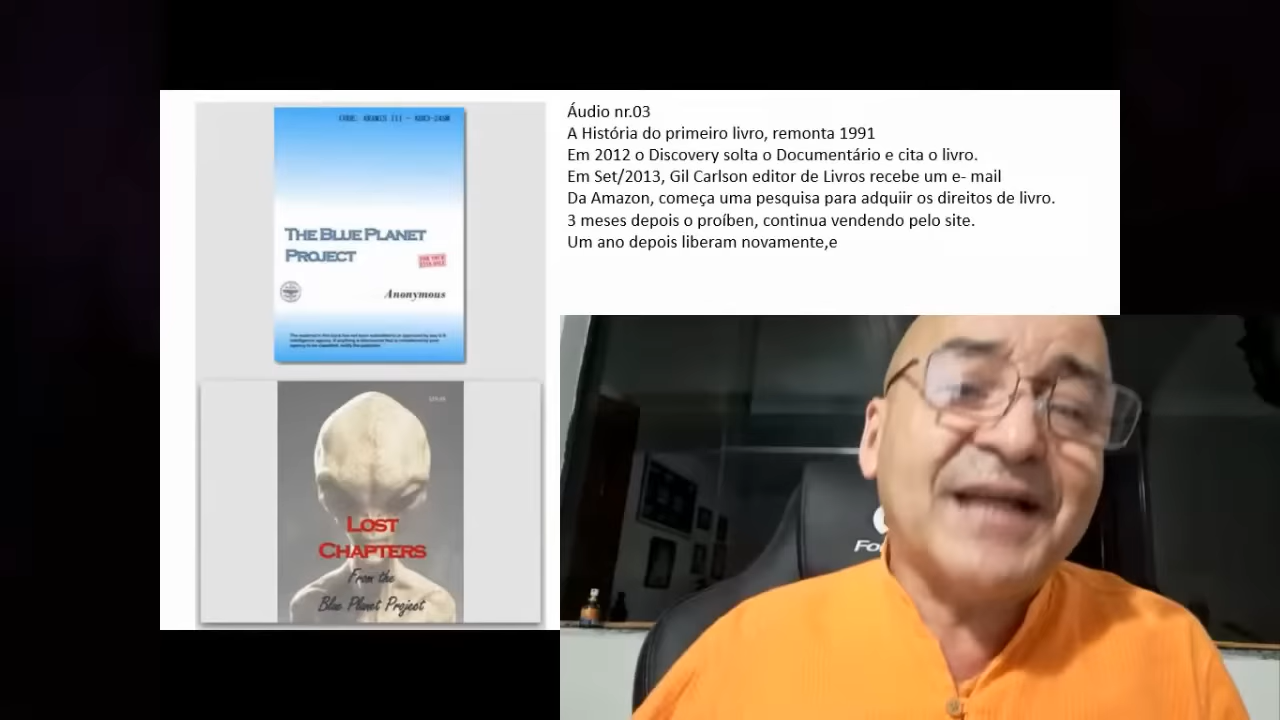 THE BLUE PLANET
PROJECT
Anonymous
LOST
CHAPTERS
From the
Blue Planet Project
Áudio nr.03
A História do primeiro livro, remonta 1991
Em 2012 o Discovery solta o Documentário e cita o livro.
Em Set/2013, Gil Carlson editor de Livros recebe um e- mail
Da Amazon, começa uma pesquisa para adquiir os direitos de livro.
3 meses depois o proíben, continua vendendo pelo site.
Um ano depois liberam novamente,e